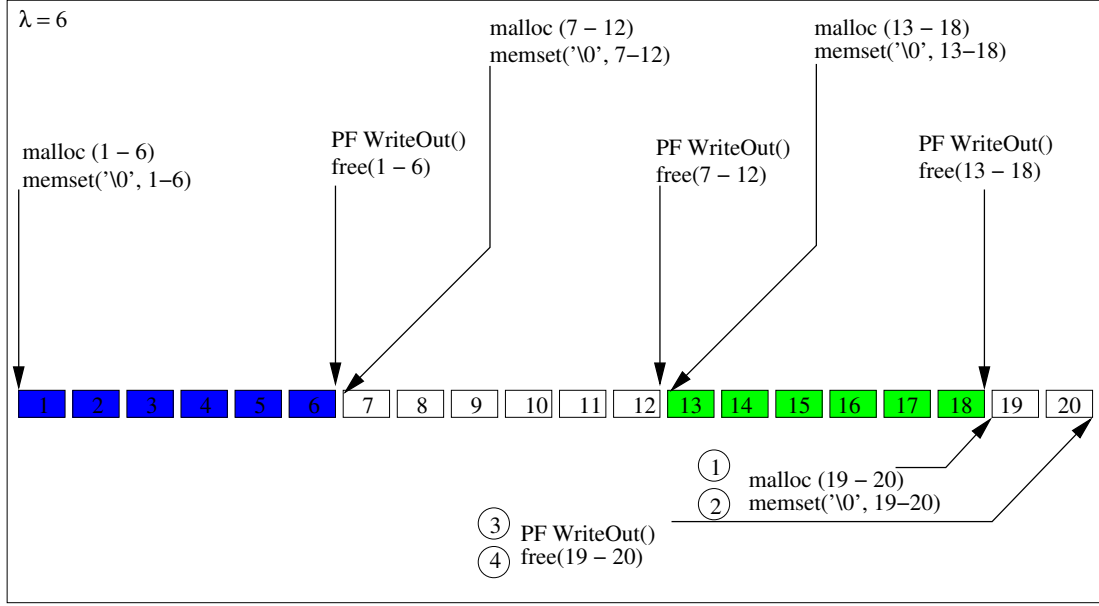 λ = 6
malloc (7 − 12)
memset('\0', 7−12)
malloc (13 − 18)
memset('\0', 13−18)
malloc (1 − 6)
memset('\0', 1−6)
PF WriteOut()
free(1 − 6)
PF WriteOut()
free(7 − 12)
PF WriteOut()
free(13 − 18)
1 2 3 4 5 6 7 8 9 10 11 12 13 14 15 16 17 18 19 20
1 malloc (19 − 20)
2 memset('\0', 19−20)
3 PF WriteOut()
4 free(19 − 20)